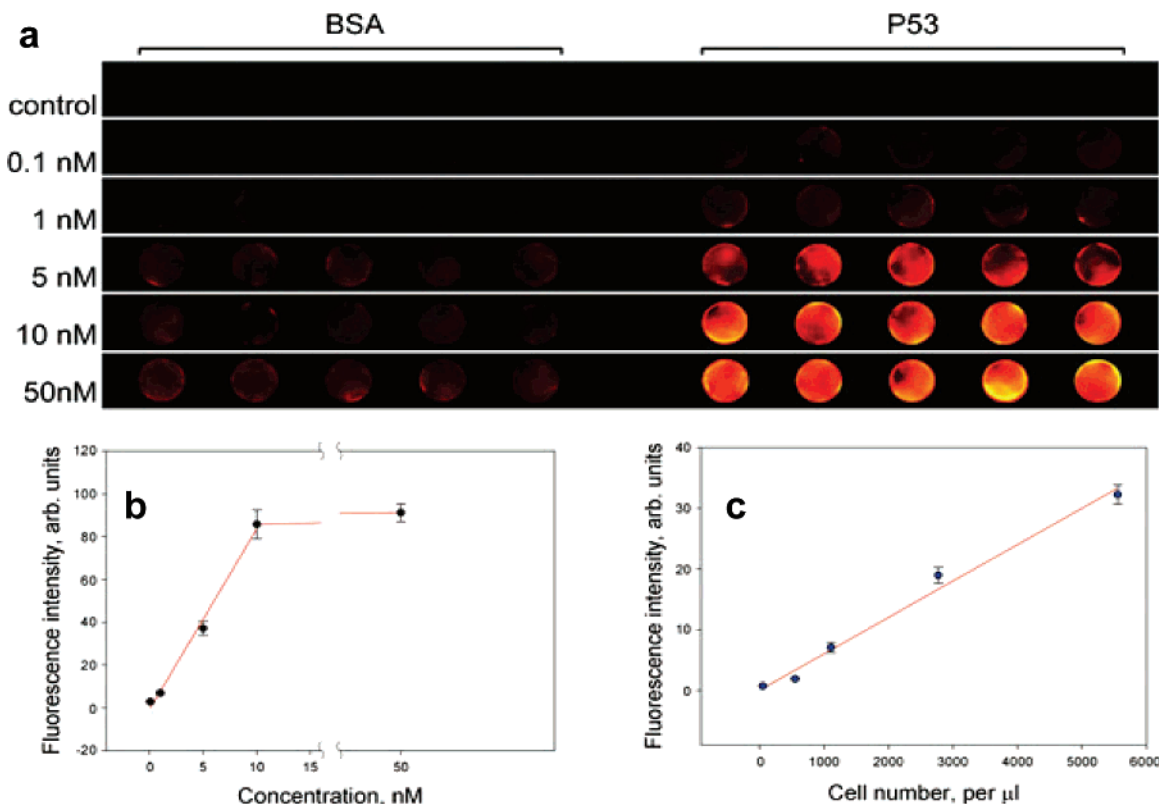 a
BSA
P53
control
0.1 nM
1 nM
5 nM
10 nM
50nM
b
Fluorescence intensity, arb. units
120
100
80
60
40
20
0
-20
0
5
10
15
50
Concentration, nM
c
Fluorescence intensity, arb. units
40
30
20
10
0
0
1000
2000
3000
4000
5000
6000
Cell number, per μl